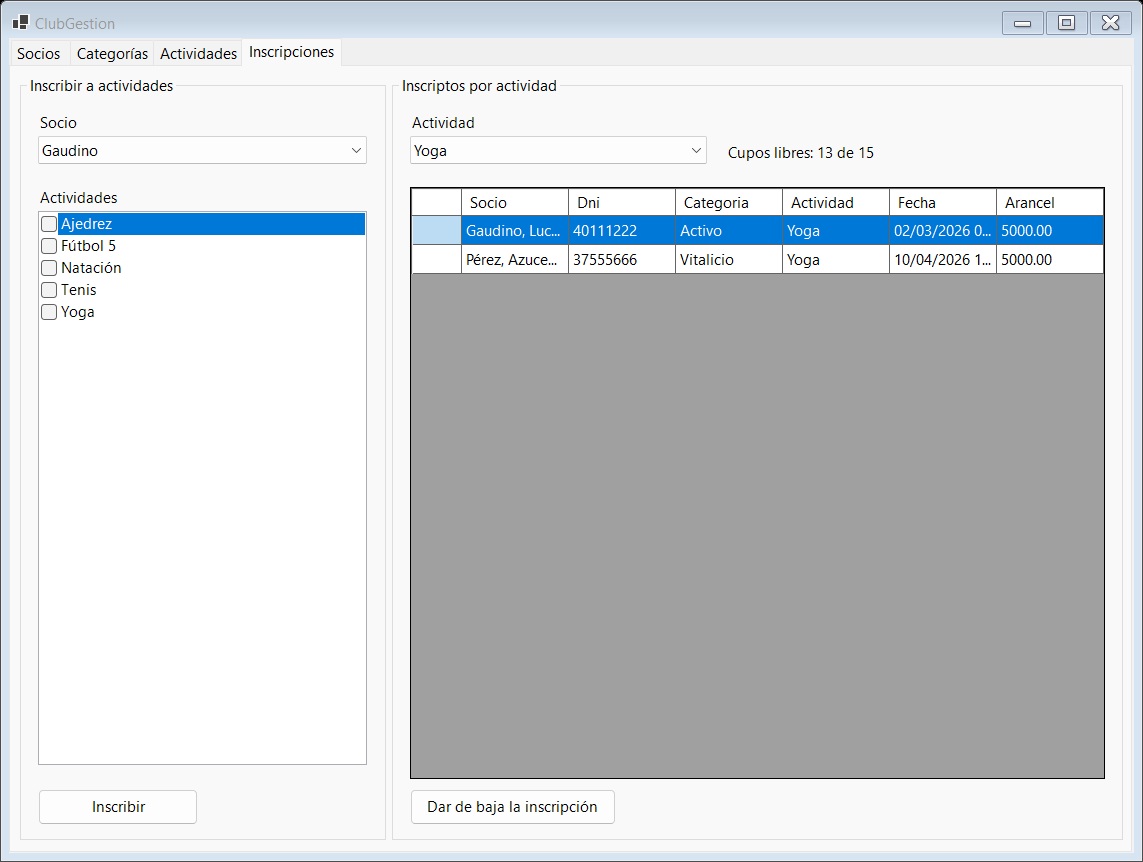 ClubGestion
Socios Categorías Actividades Inscripciones
Inscribir a actividades
Socio
Gaudino
Actividades
Ajedrez
Fútbol 5
Natación
Tenis
Yoga
Inscribir
Inscriptos por actividad
Actividad
Yoga
Cupos libres: 13 de 15
Socio Dni Categoria Actividad Fecha Arancel
Gaudino, Luc... 40111222 Activo Yoga 02/03/2026 0... 5000.00
Pérez, Azuce... 37555666 Vitalicio Yoga 10/04/2026 1... 5000.00
Dar de baja la inscripción